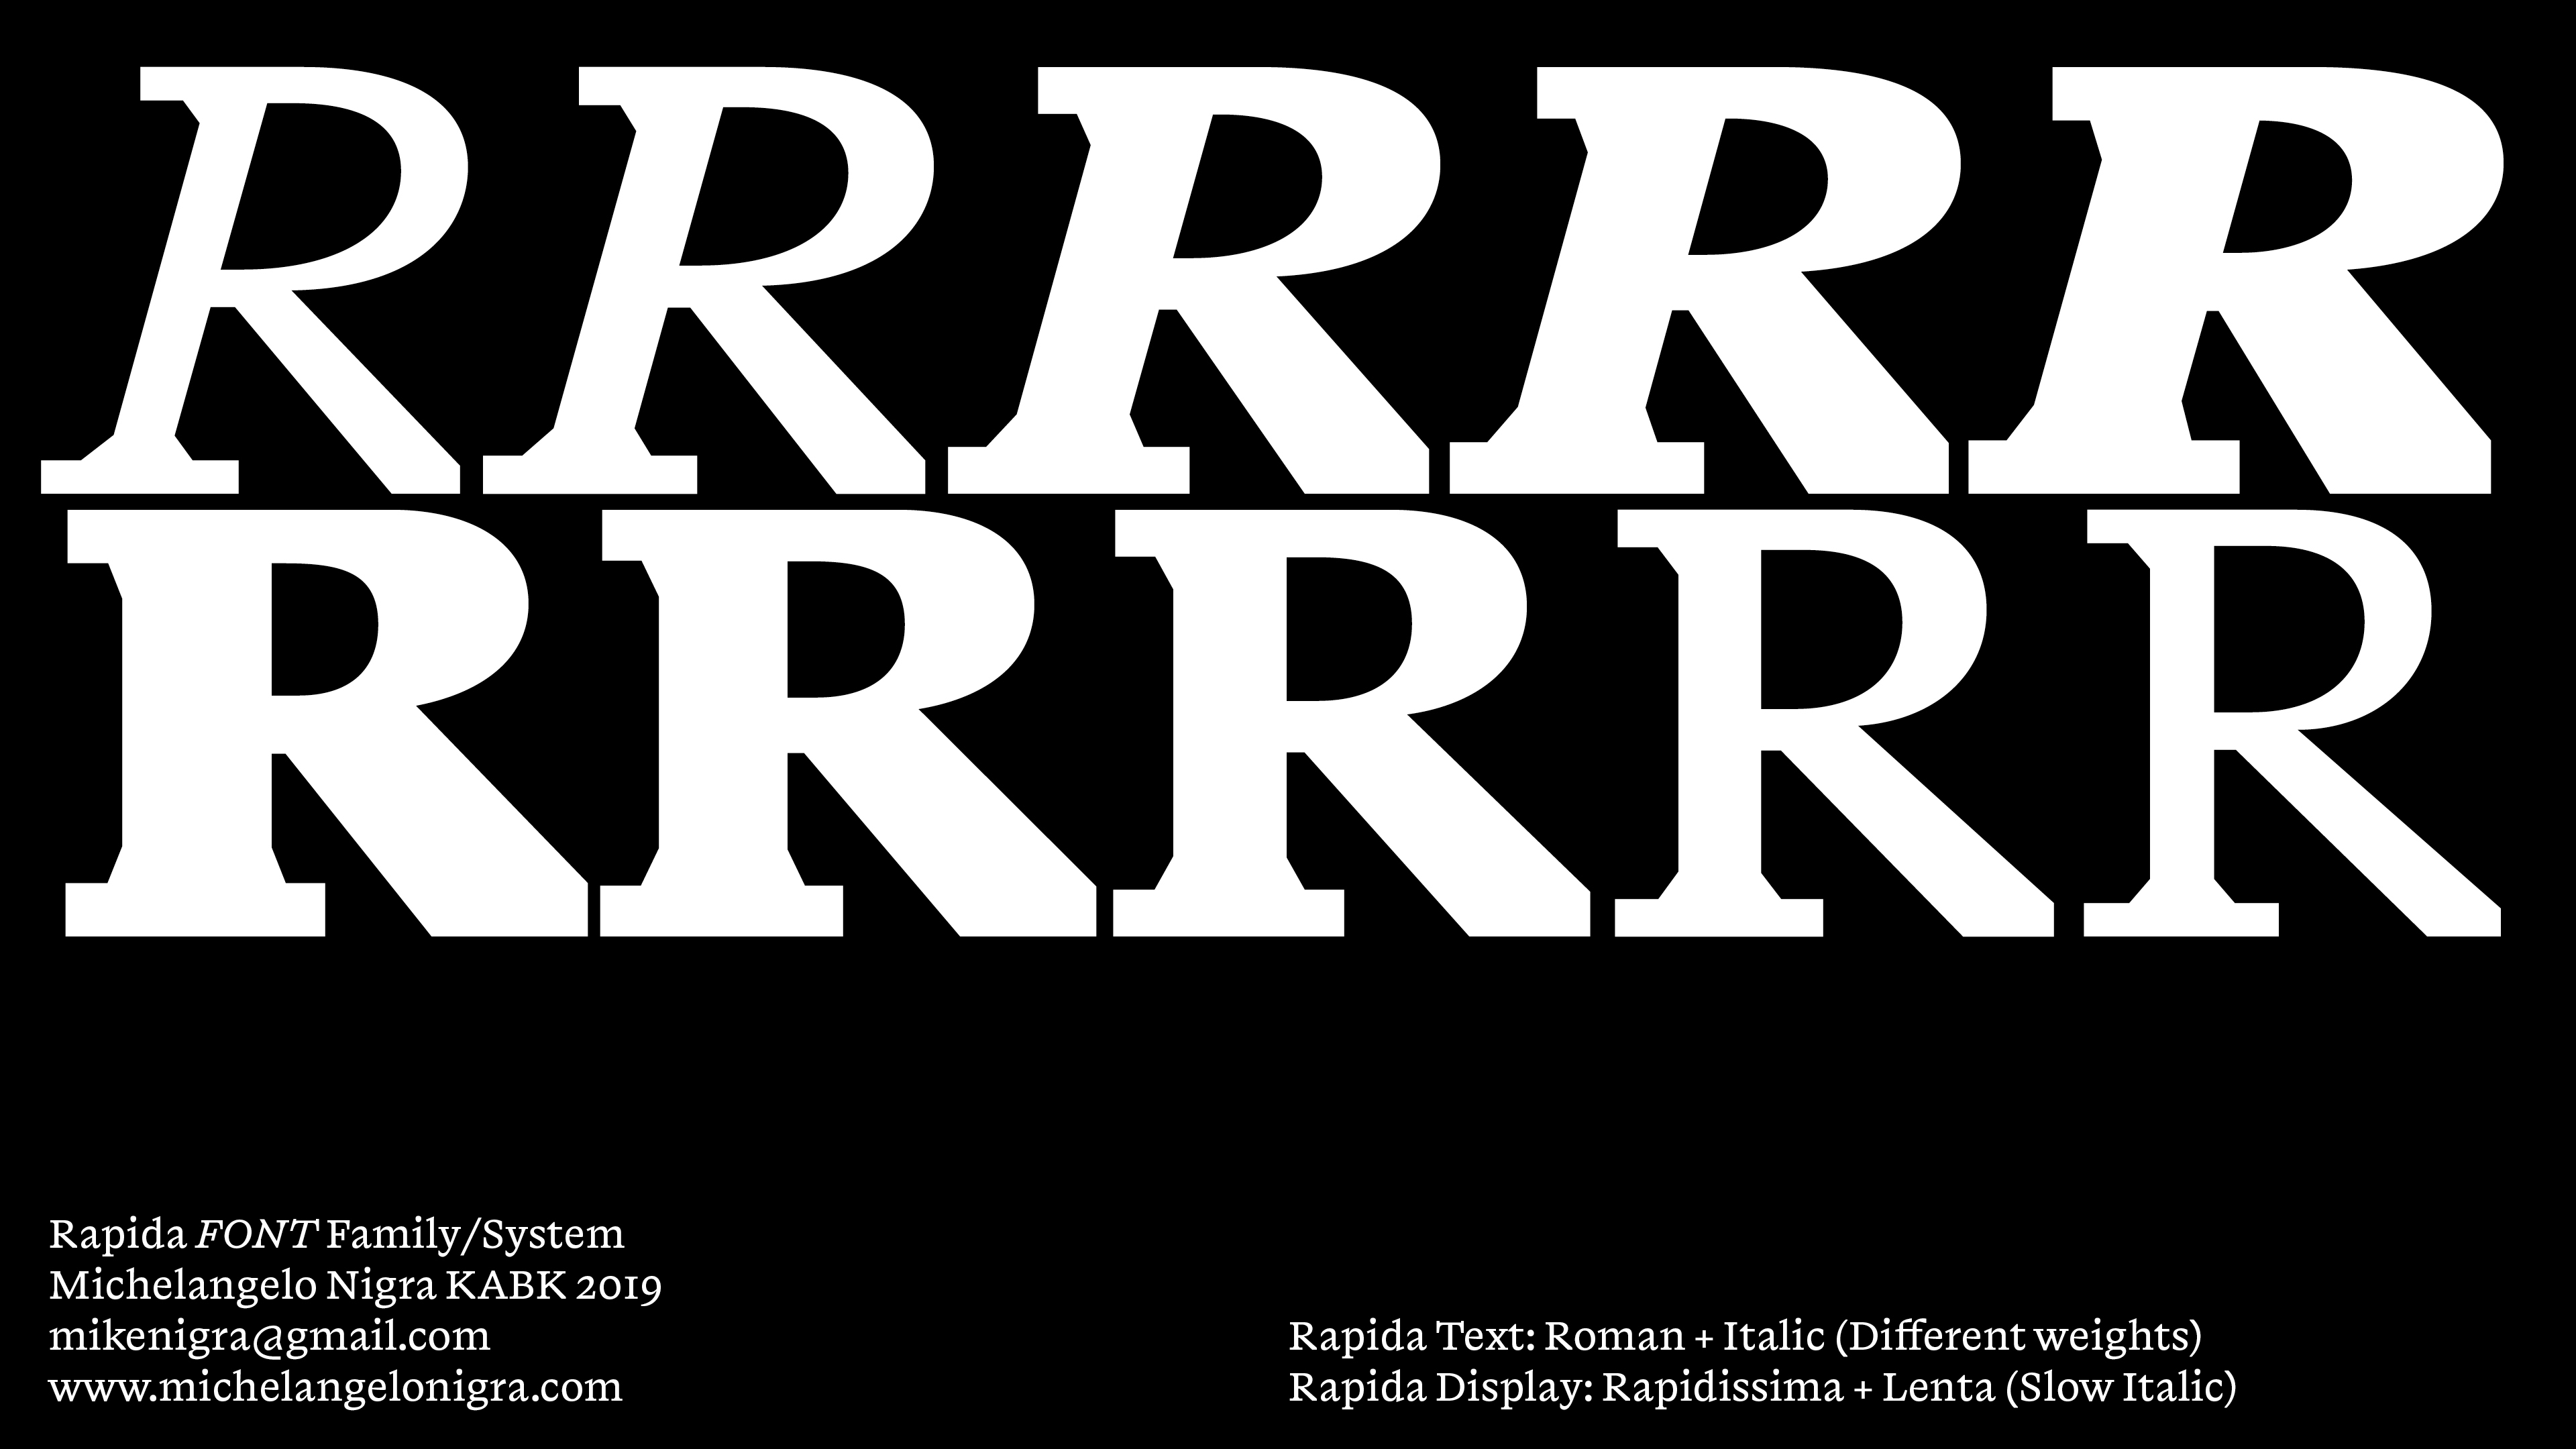 RRRRR
RRRRR
Rapida FONT Family/System
Michelangelo Nigra KABK 2019
mikenigra@gmail.com
www.michelangelonigra.com
Rapida Text: Roman + Italic (Different weights)
Rapida Display: Rapidissima + Lenta (Slow Italic)